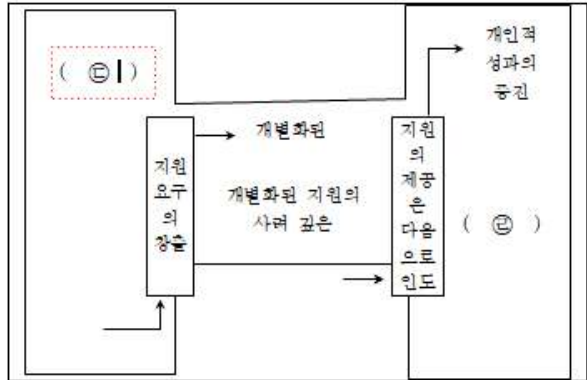 ( ㉢ )
지원
요구
의
창출
개별화된
개별화된 지원의
사려 깊은
지원
의
제공
은
다음
으로
인도
개인적
성과의
증진
( ㉣ )